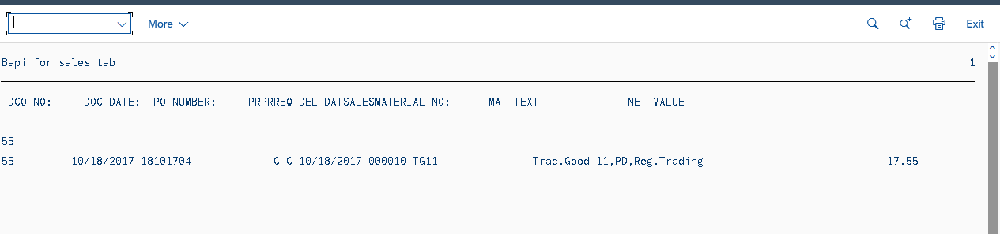 More Exit
Bapi for sales tab 1
DCO NO: DOC DATE: PO NUMBER: PRPRREQ DEL DATSALESMATERIAL NO: MAT TEXT NET VALUE
55
55 10/18/2017 18101704 C C 10/18/2017 000010 TG11 Trad.Good 11,PD,Reg.Trading 17.55